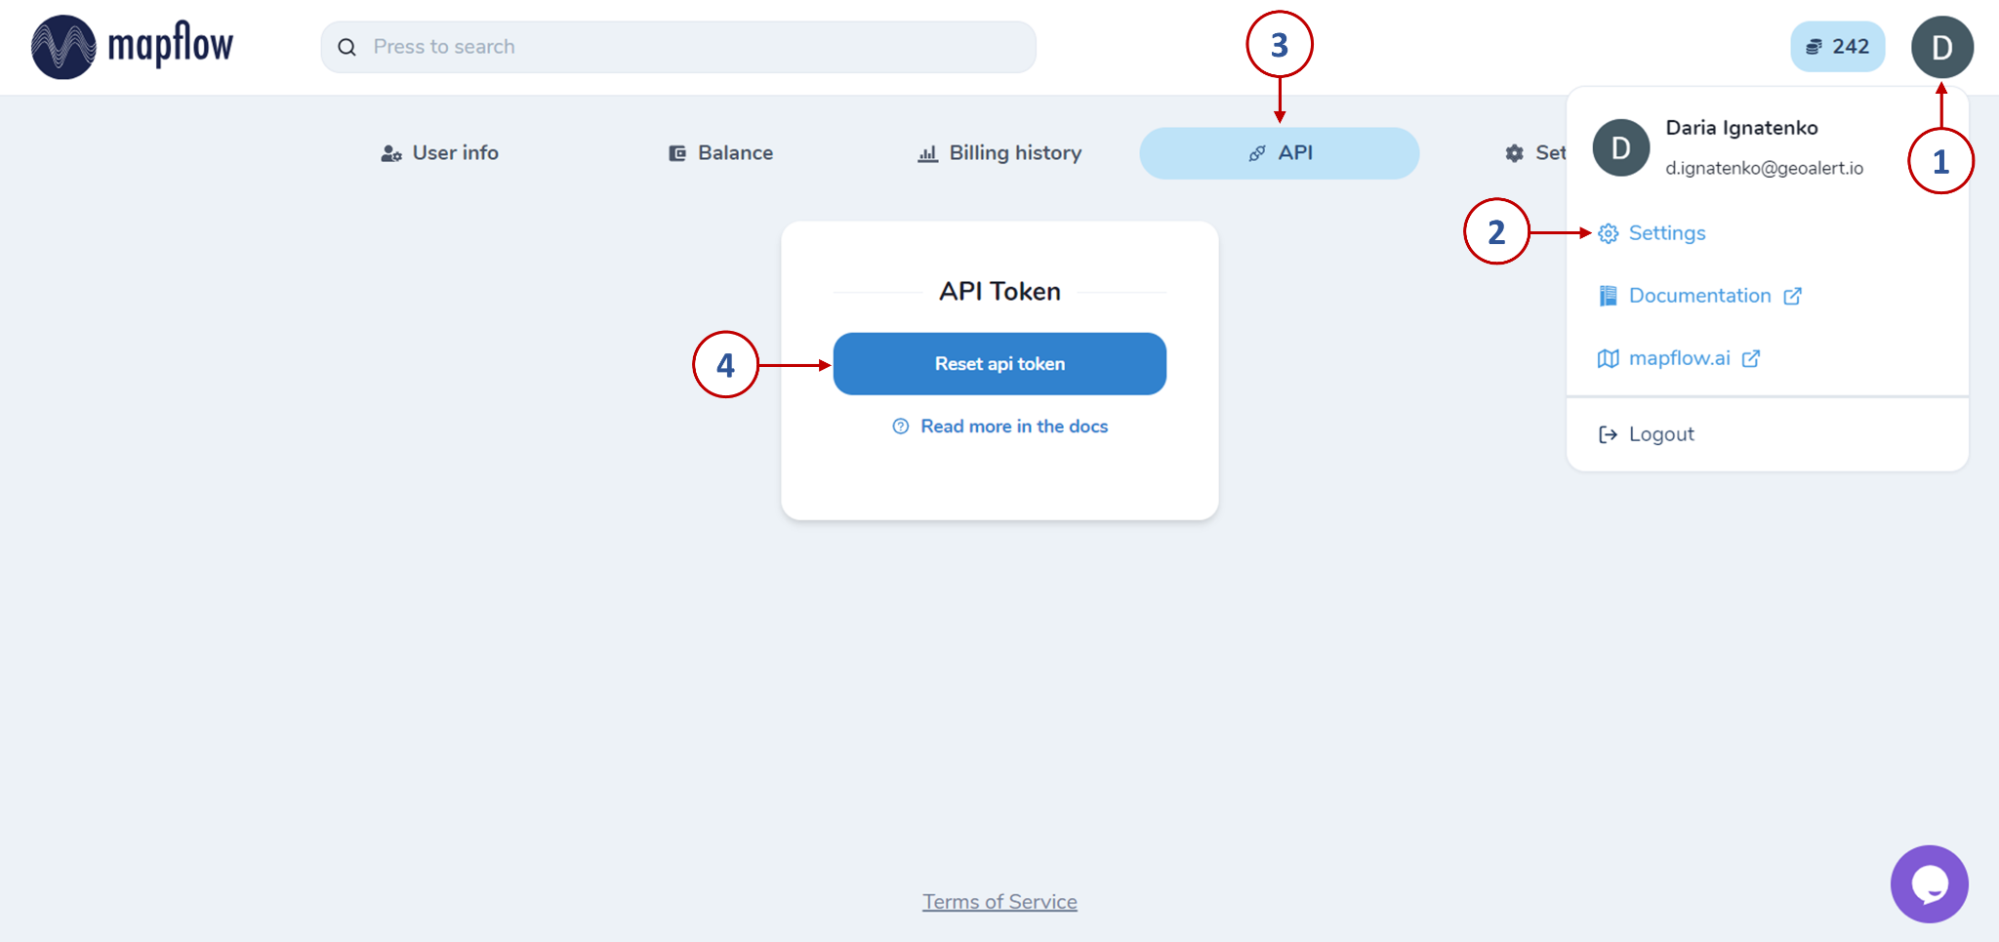 mapflow
Press to search
3
242
D
User info
Balance
Billing history
API
Set
D
Daria Ignatenko
d.ignatenko@geoalert.io
1
2
Settings
Documentation
mapflow.ai
Logout
API Token
4
Reset api token
Read more in the docs
Terms of Service